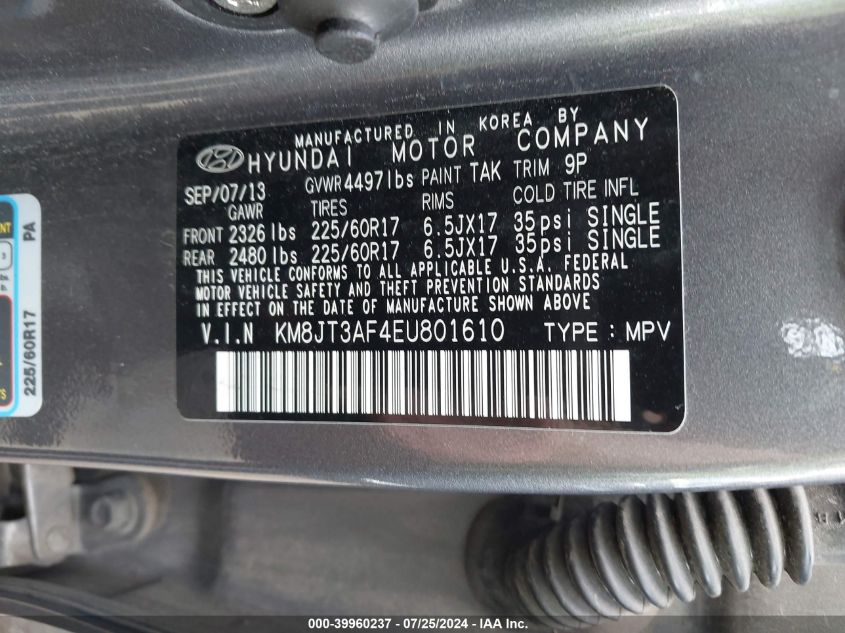 MANUFACTURED IN KOREA BY
HYUNDAI MOTOR COMPANY
SEP/07/13 GVWR 4497lbs PAINT TAK TRIM 9P
GAWR TIRES RIMS COLD TIRE INFL
FRONT 2326 lbs 225/60R17 6.5JX17 35psi SINGLE
REAR 2480 lbs 225/60R17 6.5JX17 35psi SINGLE
THIS VEHICLE CONFORMS TO ALL APPLICABLE U.S.A. FEDERAL
MOTOR VEHICLE SAFETY AND THEFT PREVENTION STANDARDS
IN EFFECT ON THE DATE OF MANUFACTURE SHOWN ABOVE
V.I.N KM8JT3AF4EU801610 TYPE : MPV
PA
225/60R17
000-39960237 - 07/25/2024 - IAA Inc.